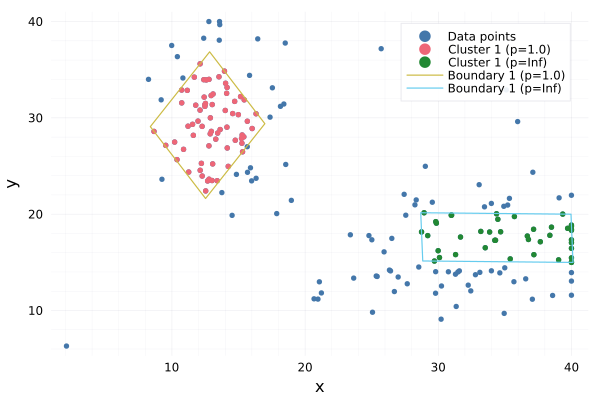 40
Data points
Cluster 1 (p=1.0)
Cluster 1 (p=Inf)
Boundary 1 (p=1.0)
Boundary 1 (p=Inf)
30
y
20
10
10
20
30
40
x